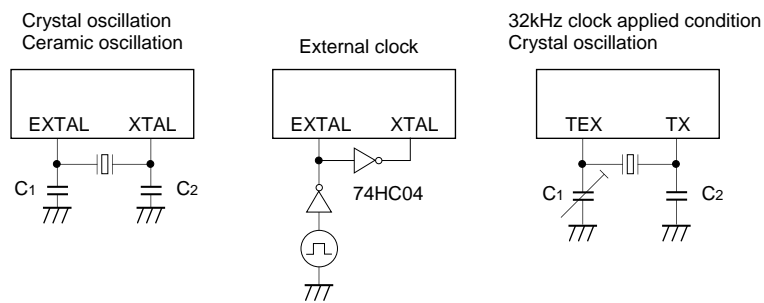 Crystal oscillation
Ceramic oscillation
EXTAL XTAL
C1 C2
External clock
EXTAL XTAL
74HC04
32kHz clock applied condition
Crystal oscillation
TEX TX
C1 C2